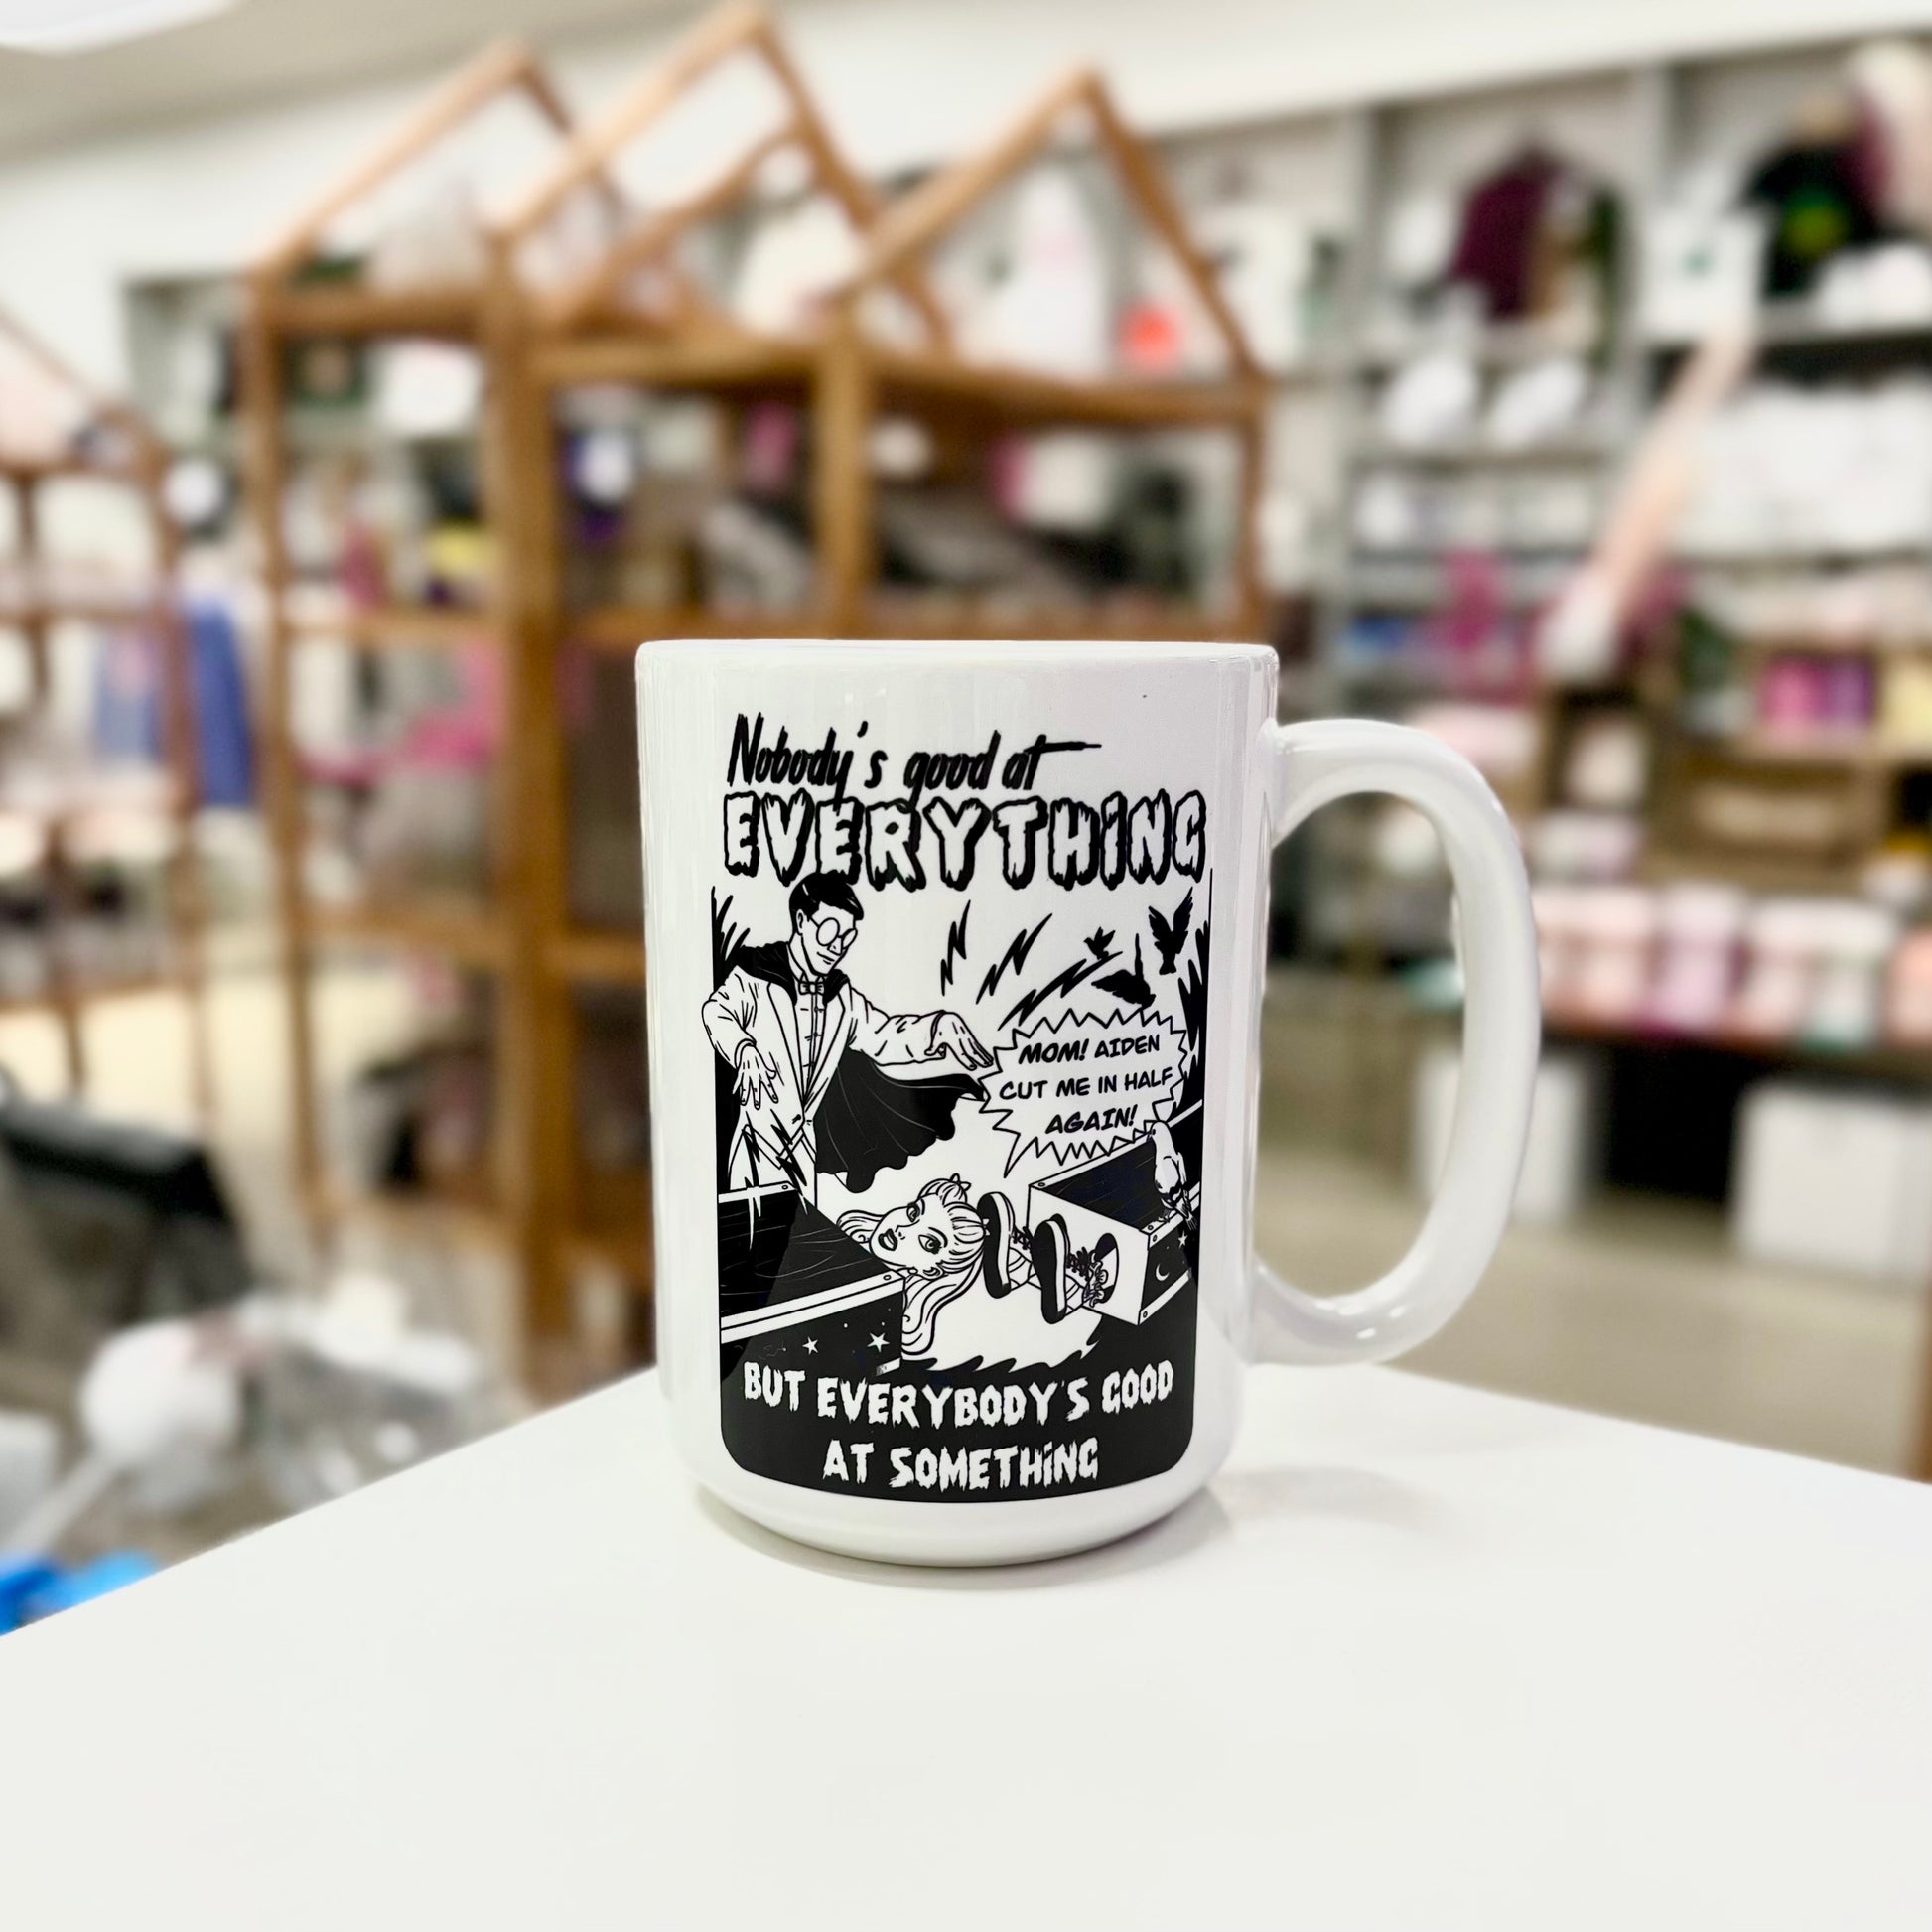 Nobody's good at
EVERYTHING
MOM! AIDEN
CUT ME IN HALF
AGAIN!
BUT EVERYBODY'S GOOD
AT SOMETHING